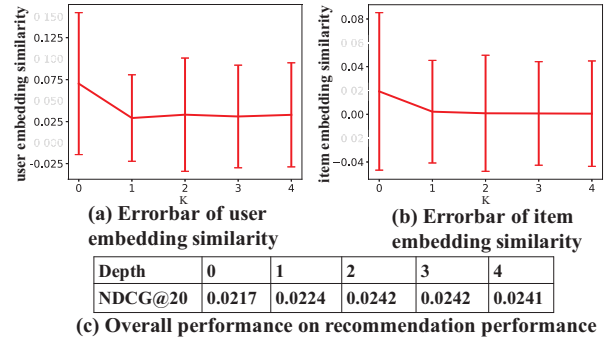 user embedding similarity
0.150
0.125
0.100
0.075
0.050
0.025
0.000
-0.025
0 1 2 3 4
K
(a) Errorbar of user
embedding similarity
item embedding similarity
0.08
0.06
0.04
0.02
0.00
0.02
-0.04
0 1 2 3 4
K
(b) Errorbar of item
embedding similarity
Depth 0 1 2 3 4
NDCG@20 0.0217 0.0224 0.0242 0.0242 0.0241
(c) Overall performance on recommendation performance